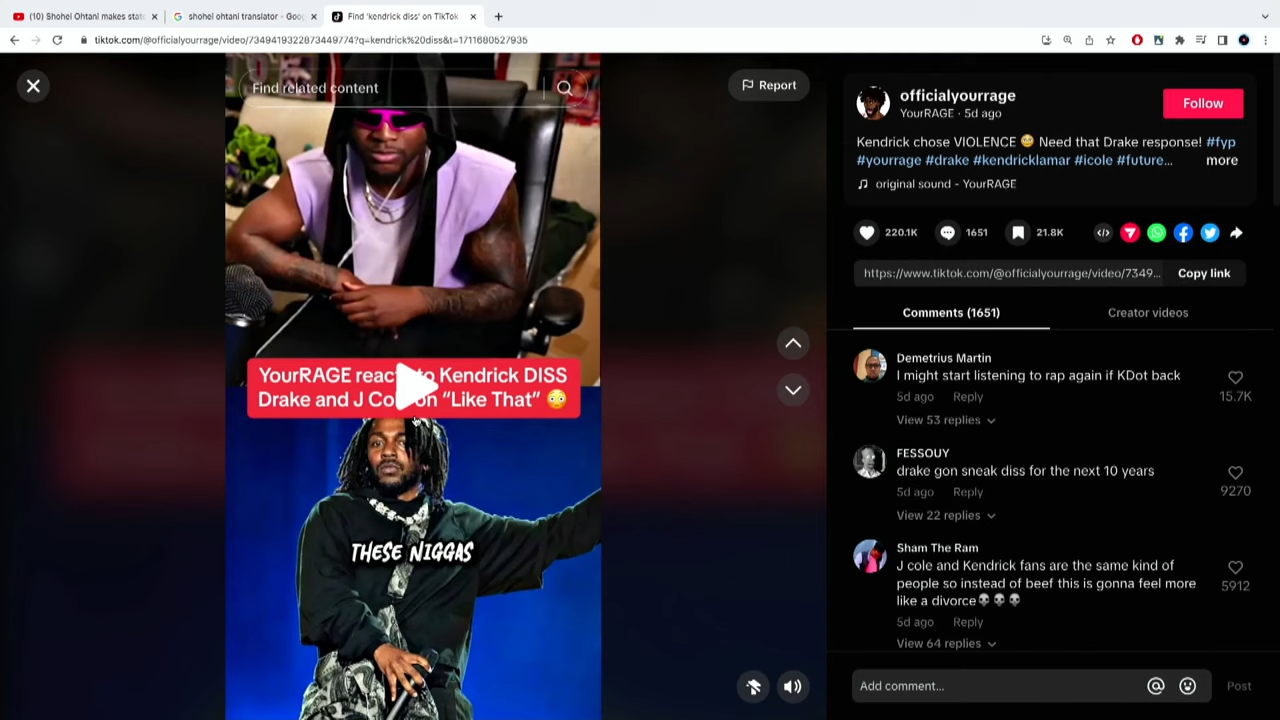 (10) Shohei Ohtani makes stat
shohei ohtani translator - Goo
Find 'kendrick diss' on TikTok
tiktok.com/@officialyourrage/video/7349419322873449774?q=kendrick%20diss&t=1711680527935
Find related content
Report
YourRAGE react to Kendrick DISS
Drake and J Co on “Like That” 😳
THESE NIGGAS
officialyourrage
YourRAGE · 5d ago
Follow
Kendrick chose VIOLENCE 😳 Need that Drake response! #fyp
#yourrage #drake #kendricklamar #jcole #future...
more
original sound - YourRAGE
220.1K
1651
21.8K
https://www.tiktok.com/@officialyourrage/video/7349...
Copy link
Comments (1651)
Creator videos
Demetrius Martin
I might start listening to rap again if KDot back
5d ago Reply
15.7K
View 53 replies
FESSOUY
drake gon sneak diss for the next 10 years
5d ago Reply
9270
View 22 replies
Sham The Ram
J cole and Kendrick fans are the same kind of
people so instead of beef this is gonna feel more
like a divorce💀💀💀
5912
5d ago Reply
View 64 replies
Add comment...
Post